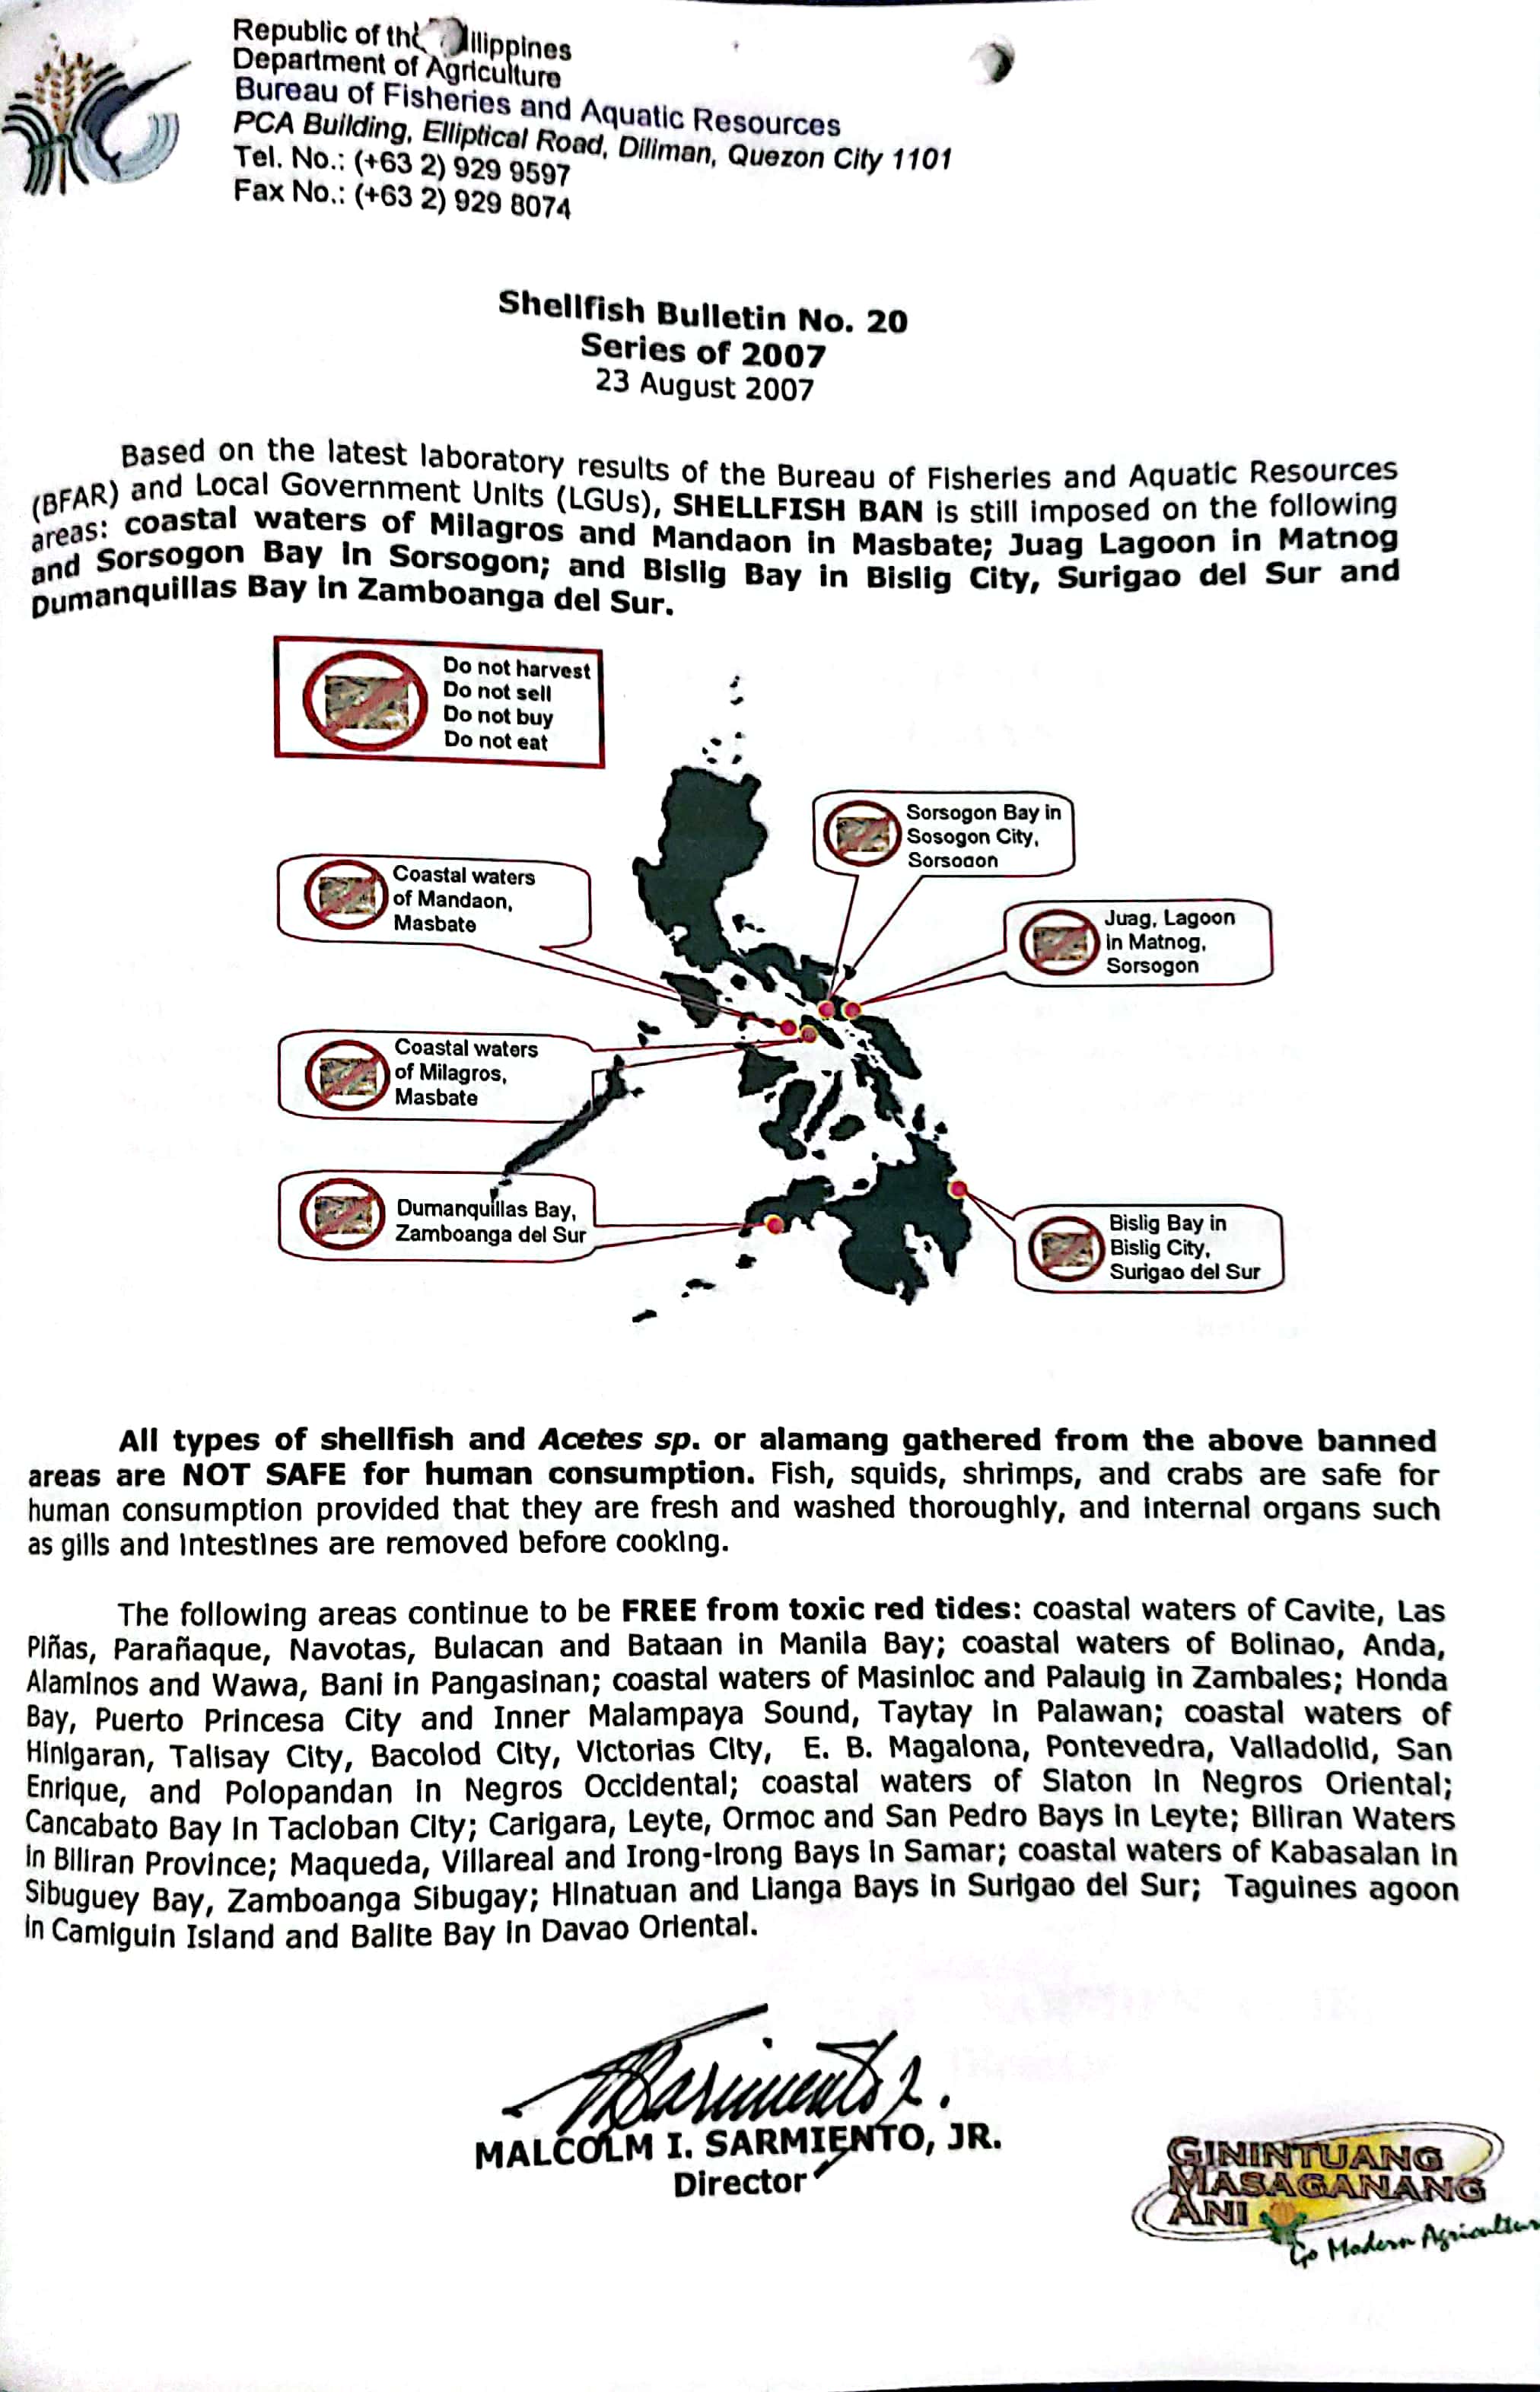 Republic of the Philippines
Department of Agriculture
Bureau of Fisheries and Aquatic Resources
PCA Building, Elliptical Road, Diliman, Quezon City 1101
Tel. No.: (+63 2) 929 9597
Fax No.: (+63 2) 929 8074
Shellfish Bulletin No. 20
Series of 2007
23 August 2007
Based on the latest laboratory results of the Bureau of Fisheries and Aquatic Resources
(BFAR) and Local Government Units (LGUs), SHELLFISH BAN is still imposed on the following
areas: coastal waters of Milagros and Mandaon in Masbate; Juag Lagoon in Matnog
and Sorsogon Bay in Sorsogon; and Bislig Bay in Bislig City, Surigao del Sur and
Dumanquillas Bay in Zamboanga del Sur.
Do not harvest
Do not sell
Do not buy
Do not eat
Sorsogon Bay in
Sosogon City,
Sorsogon
Coastal waters
of Mandaon,
Masbate
Juag, Lagoon
in Matnog,
Sorsogon
Coastal waters
of Milagros,
Masbate
Dumanquillas Bay,
Zamboanga del Sur
Bislig Bay in
Bislig City,
Surigao del Sur
All types of shellfish and Acetes sp. or alamang gathered from the above banned
areas are NOT SAFE for human consumption. Fish, squids, shrimps, and crabs are safe for
human consumption provided that they are fresh and washed thoroughly, and internal organs such
as gills and intestines are removed before cooking.
The following areas continue to be FREE from toxic red tides: coastal waters of Cavite, Las
Piñas, Parañaque, Navotas, Bulacan and Bataan in Manila Bay; coastal waters of Bolinao, Anda,
Alaminos and Wawa, Bani in Pangasinan; coastal waters of Masinloc and Palauig in Zambales; Honda
Bay, Puerto Princesa City and Inner Malampaya Sound, Taytay in Palawan; coastal waters of
Hinigaran, Talisay City, Bacolod City, Victorias City, E. B. Magalona, Pontevedra, Valladolid, San
Enrique, and Polopandan in Negros Occidental; coastal waters of Siaton in Negros Oriental;
Cancabato Bay in Tacloban City; Carigara, Leyte, Ormoc and San Pedro Bays in Leyte; Biliran Waters
in Biliran Province; Maqueda, Villareal and Irong-Irong Bays in Samar; coastal waters of Kabasalan in
Sibuguey Bay, Zamboanga Sibugay; Hinatuan and Lianga Bays in Surigao del Sur; Taguines agoon
in Camiguin Island and Balite Bay in Davao Oriental.
MALCOLM I. SARMIENTO, JR.
Director
GININTUANG
MASAGANANG
ANI
Go Modern Agricultur